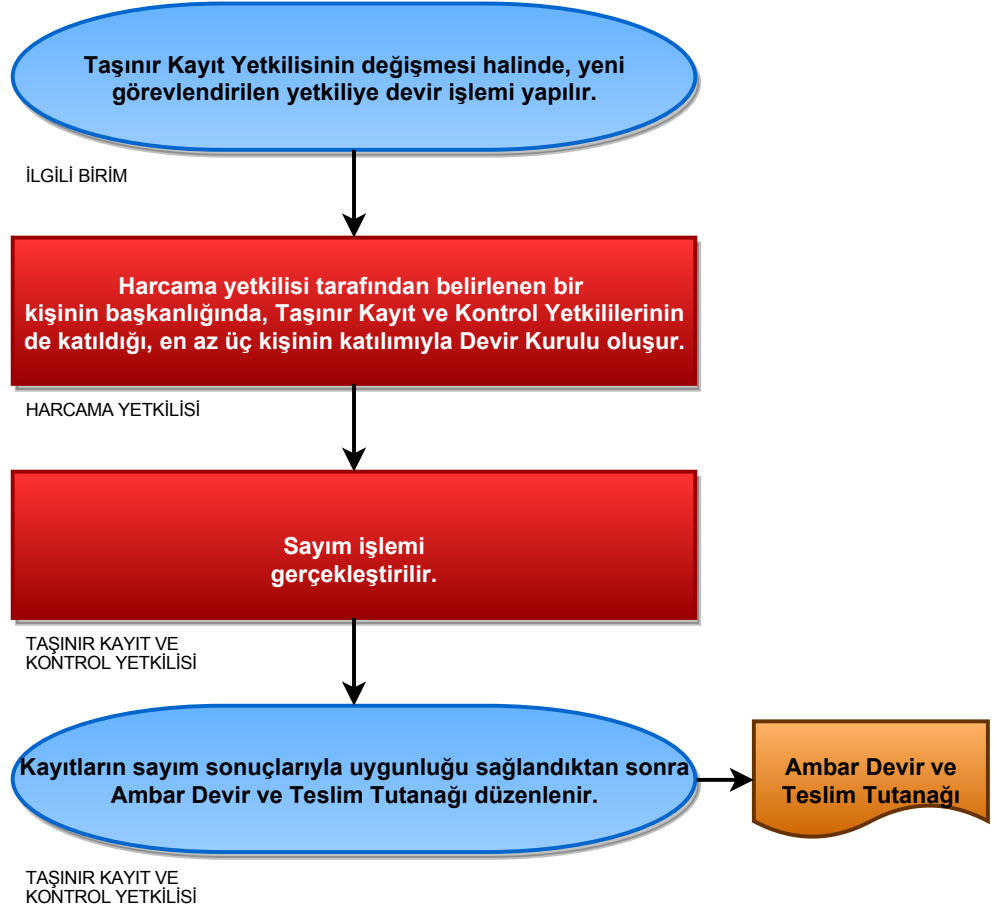 Taşınır Kayıt Yetkilisinin değişmesi halinde, yeni
görevlendirilen yetkiliye devir işlemi yapılır.
İLGİLİ BİRİM
Harcama yetkilisi tarafından belirlenen bir
kişinin başkanlığında, Taşınır Kayıt ve Kontrol Yetkililerinin
de katıldığı, en az üç kişinin katılımıyla Devir Kurulu oluşur.
HARCAMA YETKİLİSİ
Sayım işlemi
gerçekleştirilir.
TAŞINIR KAYIT VE
KONTROL YETKİLİSİ
Kayıtların sayım sonuçlarıyla uygunluğu sağlandıktan sonra
Ambar Devir ve Teslim Tutanağı düzenlenir.
Ambar Devir ve
Teslim Tutanağı
TAŞINIR KAYIT VE
KONTROL YETKİLİSİ